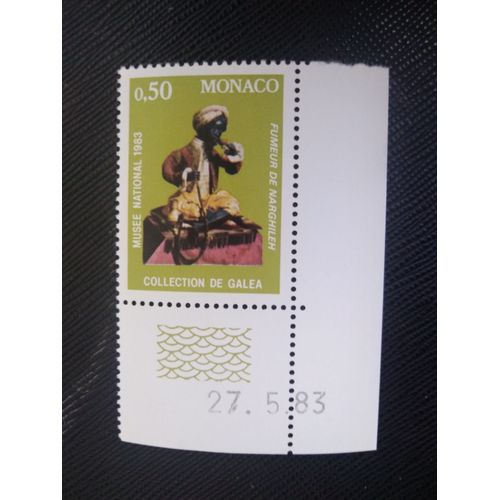 0,50 MONACO
MUSEE NATIONAL 1983
FUMEUR DE NARGHILEH
COLLECTION DE GALEA
27.5.83